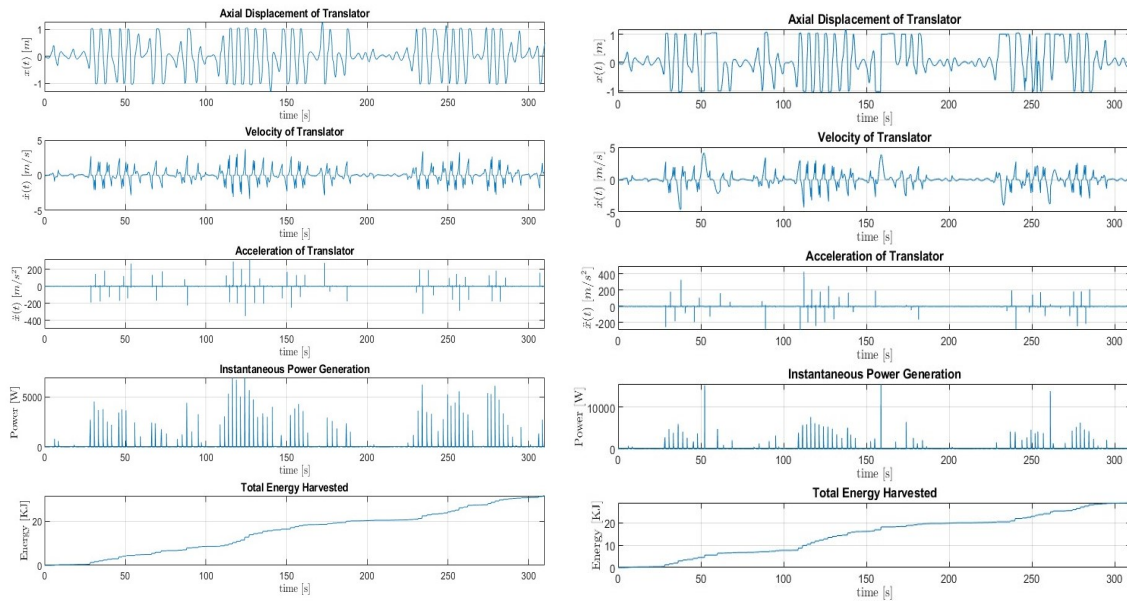 Axial Displacement of Translator
x(t) [m]
1
0
-1
0 50 100 150 200 250 300
time [s]
Velocity of Translator
ẋ(t) [m/s]
5
0
-5
0 50 100 150 200 250 300
time [s]
Acceleration of Translator
ẍ(t) [m/s²]
200
0
-200
-400
0 50 100 150 200 250 300
time [s]
Instantaneous Power Generation
Power [W]
5000
0
0 50 100 150 200 250 300
time [s]
Total Energy Harvested
Energy [KJ]
20
0
0 50 100 150 200 250 300
time [s]
Axial Displacement of Translator
x(t) [m]
1
0
-1
0 50 100 150 200 250 300
time [s]
Velocity of Translator
ẋ(t) [m/s]
5
0
-5
0 50 100 150 200 250 300
time [s]
Acceleration of Translator
ẍ(t) [m/s²]
400
200
0
-200
0 50 100 150 200 250 300
time [s]
Instantaneous Power Generation
Power [W]
10000
0
0 50 100 150 200 250 300
time [s]
Total Energy Harvested
Energy [KJ]
20
10
0
0 50 100 150 200 250 300
time [s]